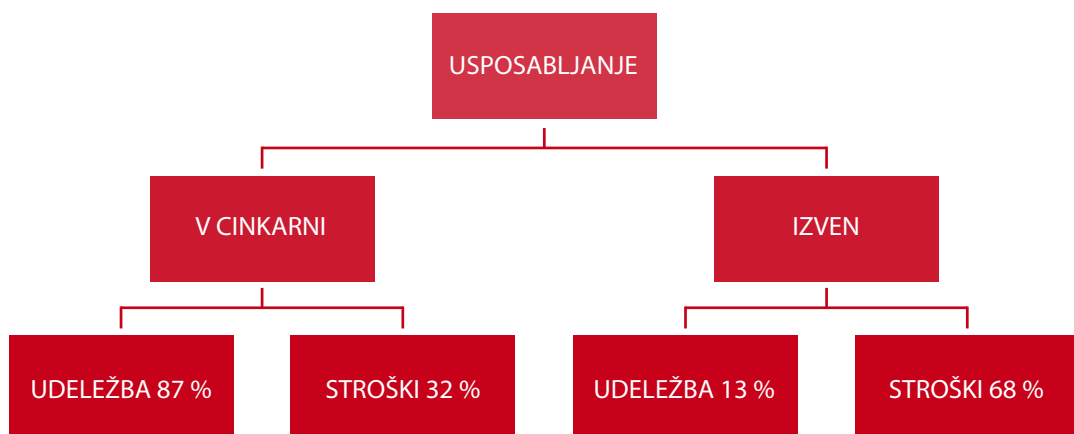 USPOSABLJANJE
V CINKARNI
IZVEN
UDELEŽBA 87 %
STROŠKI 32 %
UDELEŽBA 13 %
STROŠKI 68 %